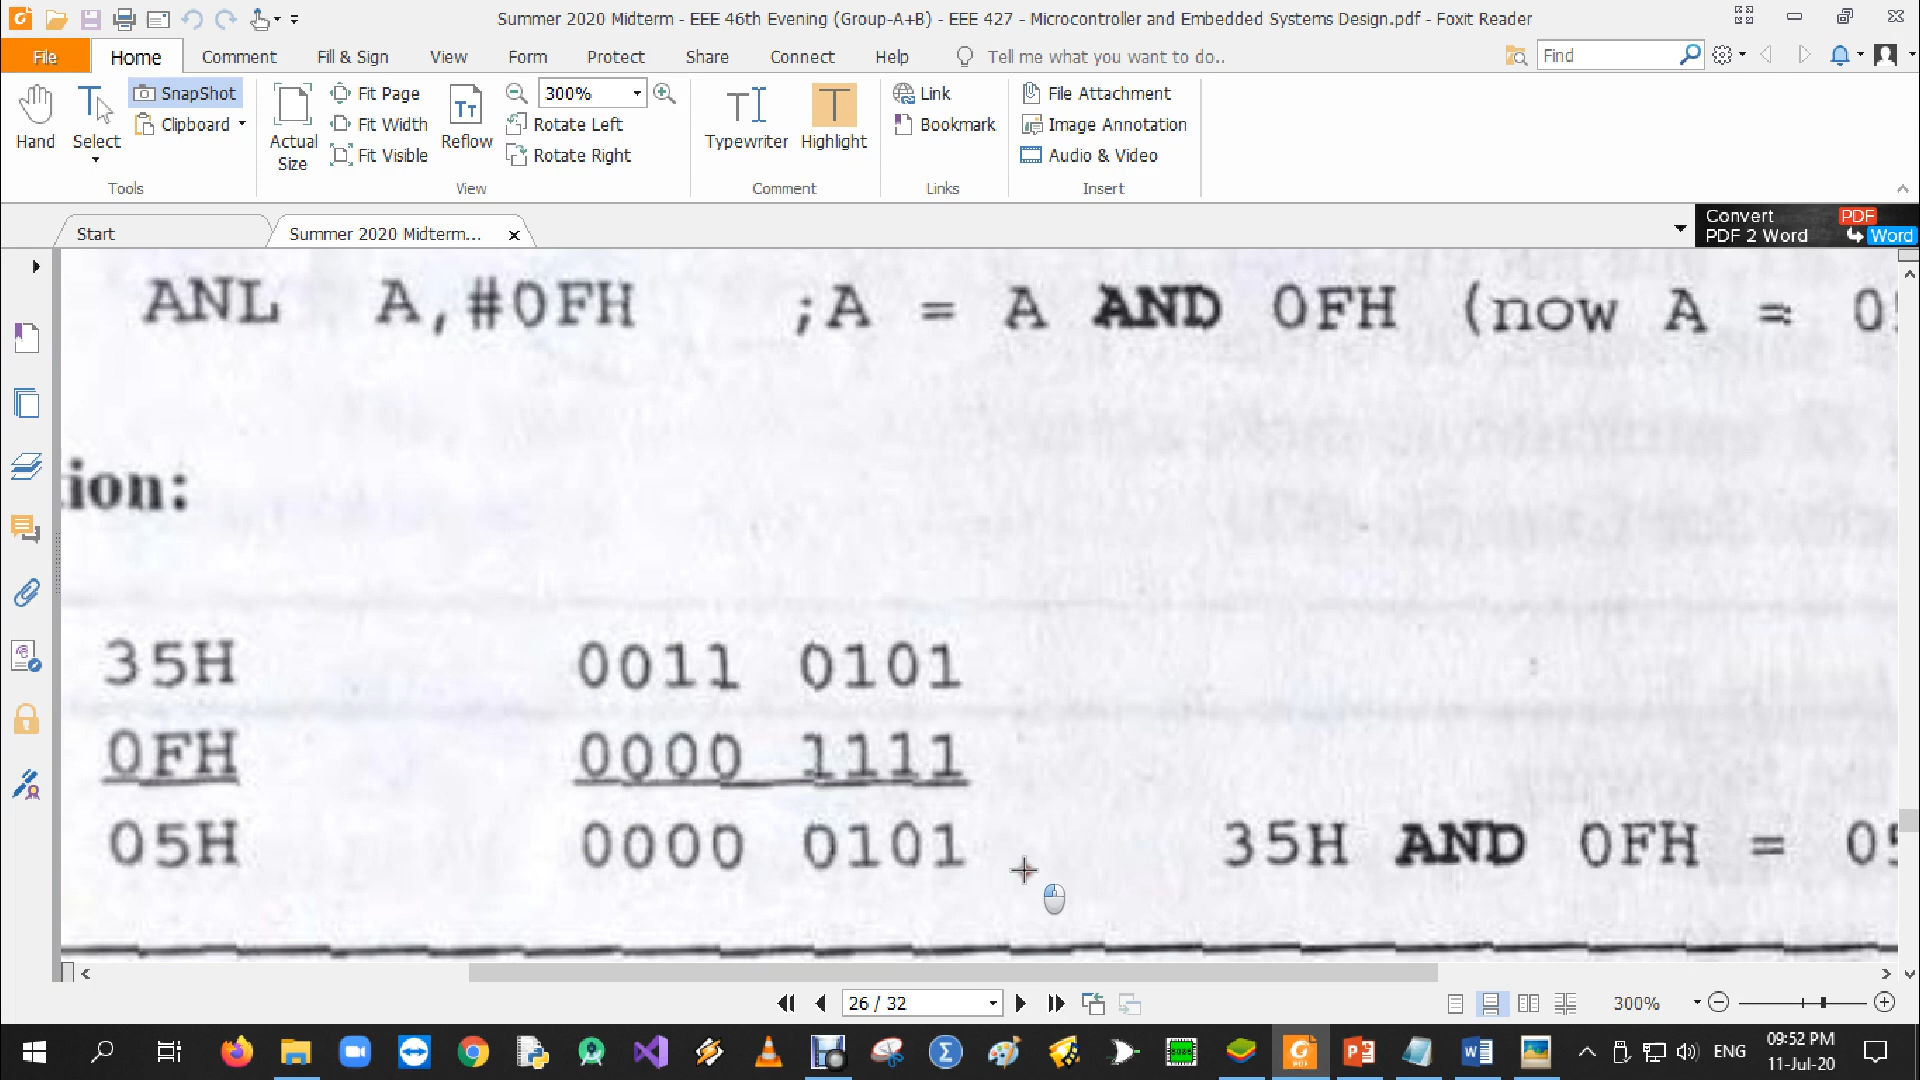 Summer 2020 Midterm - EEE 46th Evening (Group-A+B) - EEE 427 - Microcontroller and Embedded Systems Design.pdf - Foxit Reader
File Home Comment Fill & Sign View Form Protect Share Connect Help Tell me what you want to do.. Find
Hand
Select
SnapShot
Clipboard
Tools
Actual Size
Fit Page
Fit Width
Fit Visible
Reflow
300%
Rotate Left
Rotate Right
View
Typewriter
Highlight
Comment
Link
Bookmark
Links
File Attachment
Image Annotation
Audio & Video
Insert
Start
Summer 2020 Midterm...
Convert PDF
PDF 2 Word Word
ANL A,#0FH ;A = A AND 0FH (now A = 0
ion:
35H 0011 0101
0FH 0000 1111
05H 0000 0101 35H AND 0FH = 0
26 / 32
300%
ENG
09:52 PM
11-Jul-20